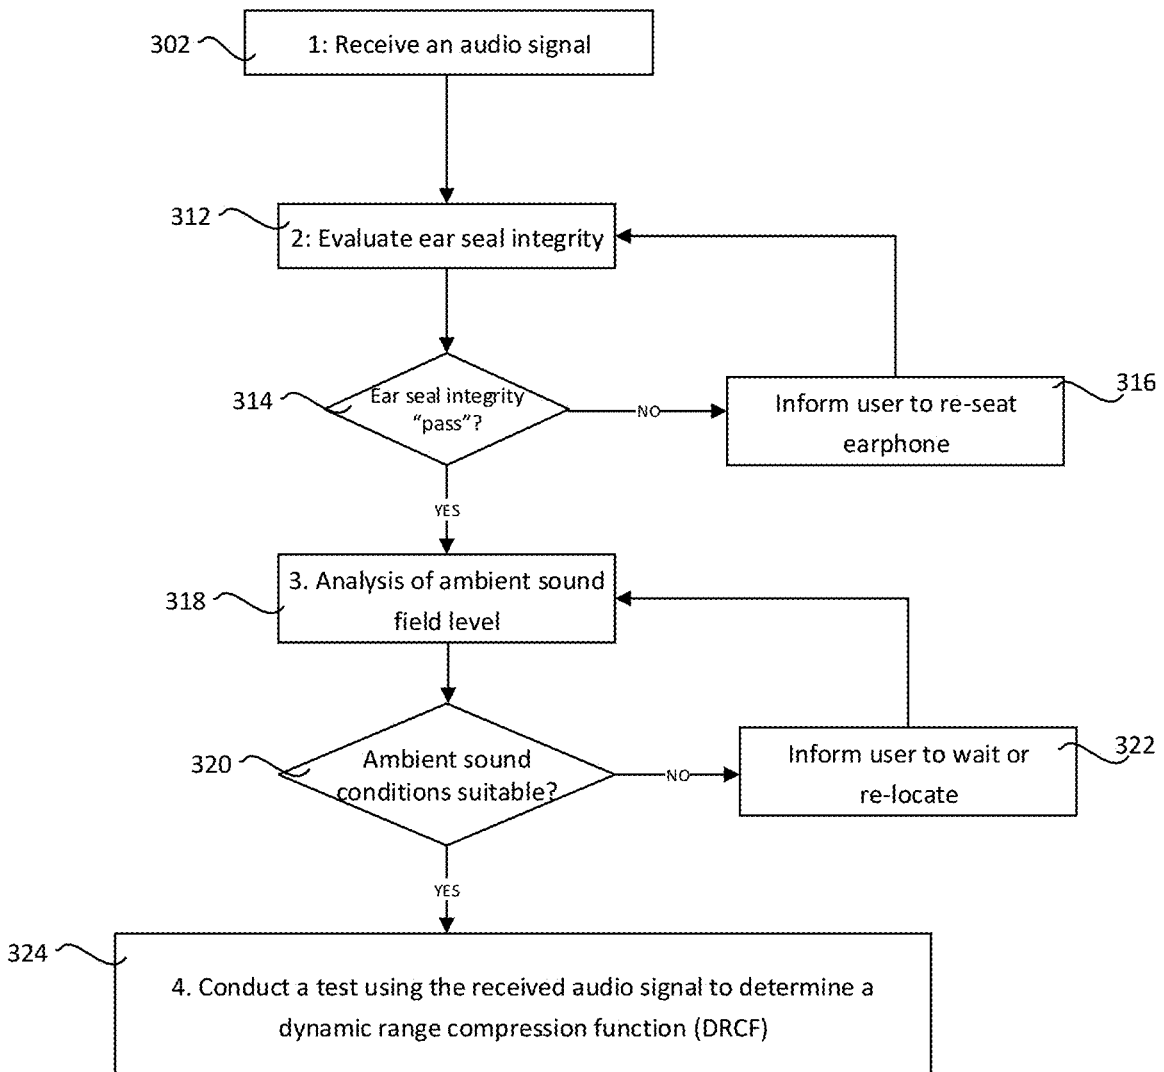 302
1: Receive an audio signal
312
2: Evaluate ear seal integrity
314
Ear seal integrity
“pass”?
NO
316
Inform user to re-seat
earphone
YES
318
3. Analysis of ambient sound
field level
320
Ambient sound
conditions suitable?
NO
322
Inform user to wait or
re-locate
YES
324
4. Conduct a test using the received audio signal to determine a
dynamic range compression function (DRCF)